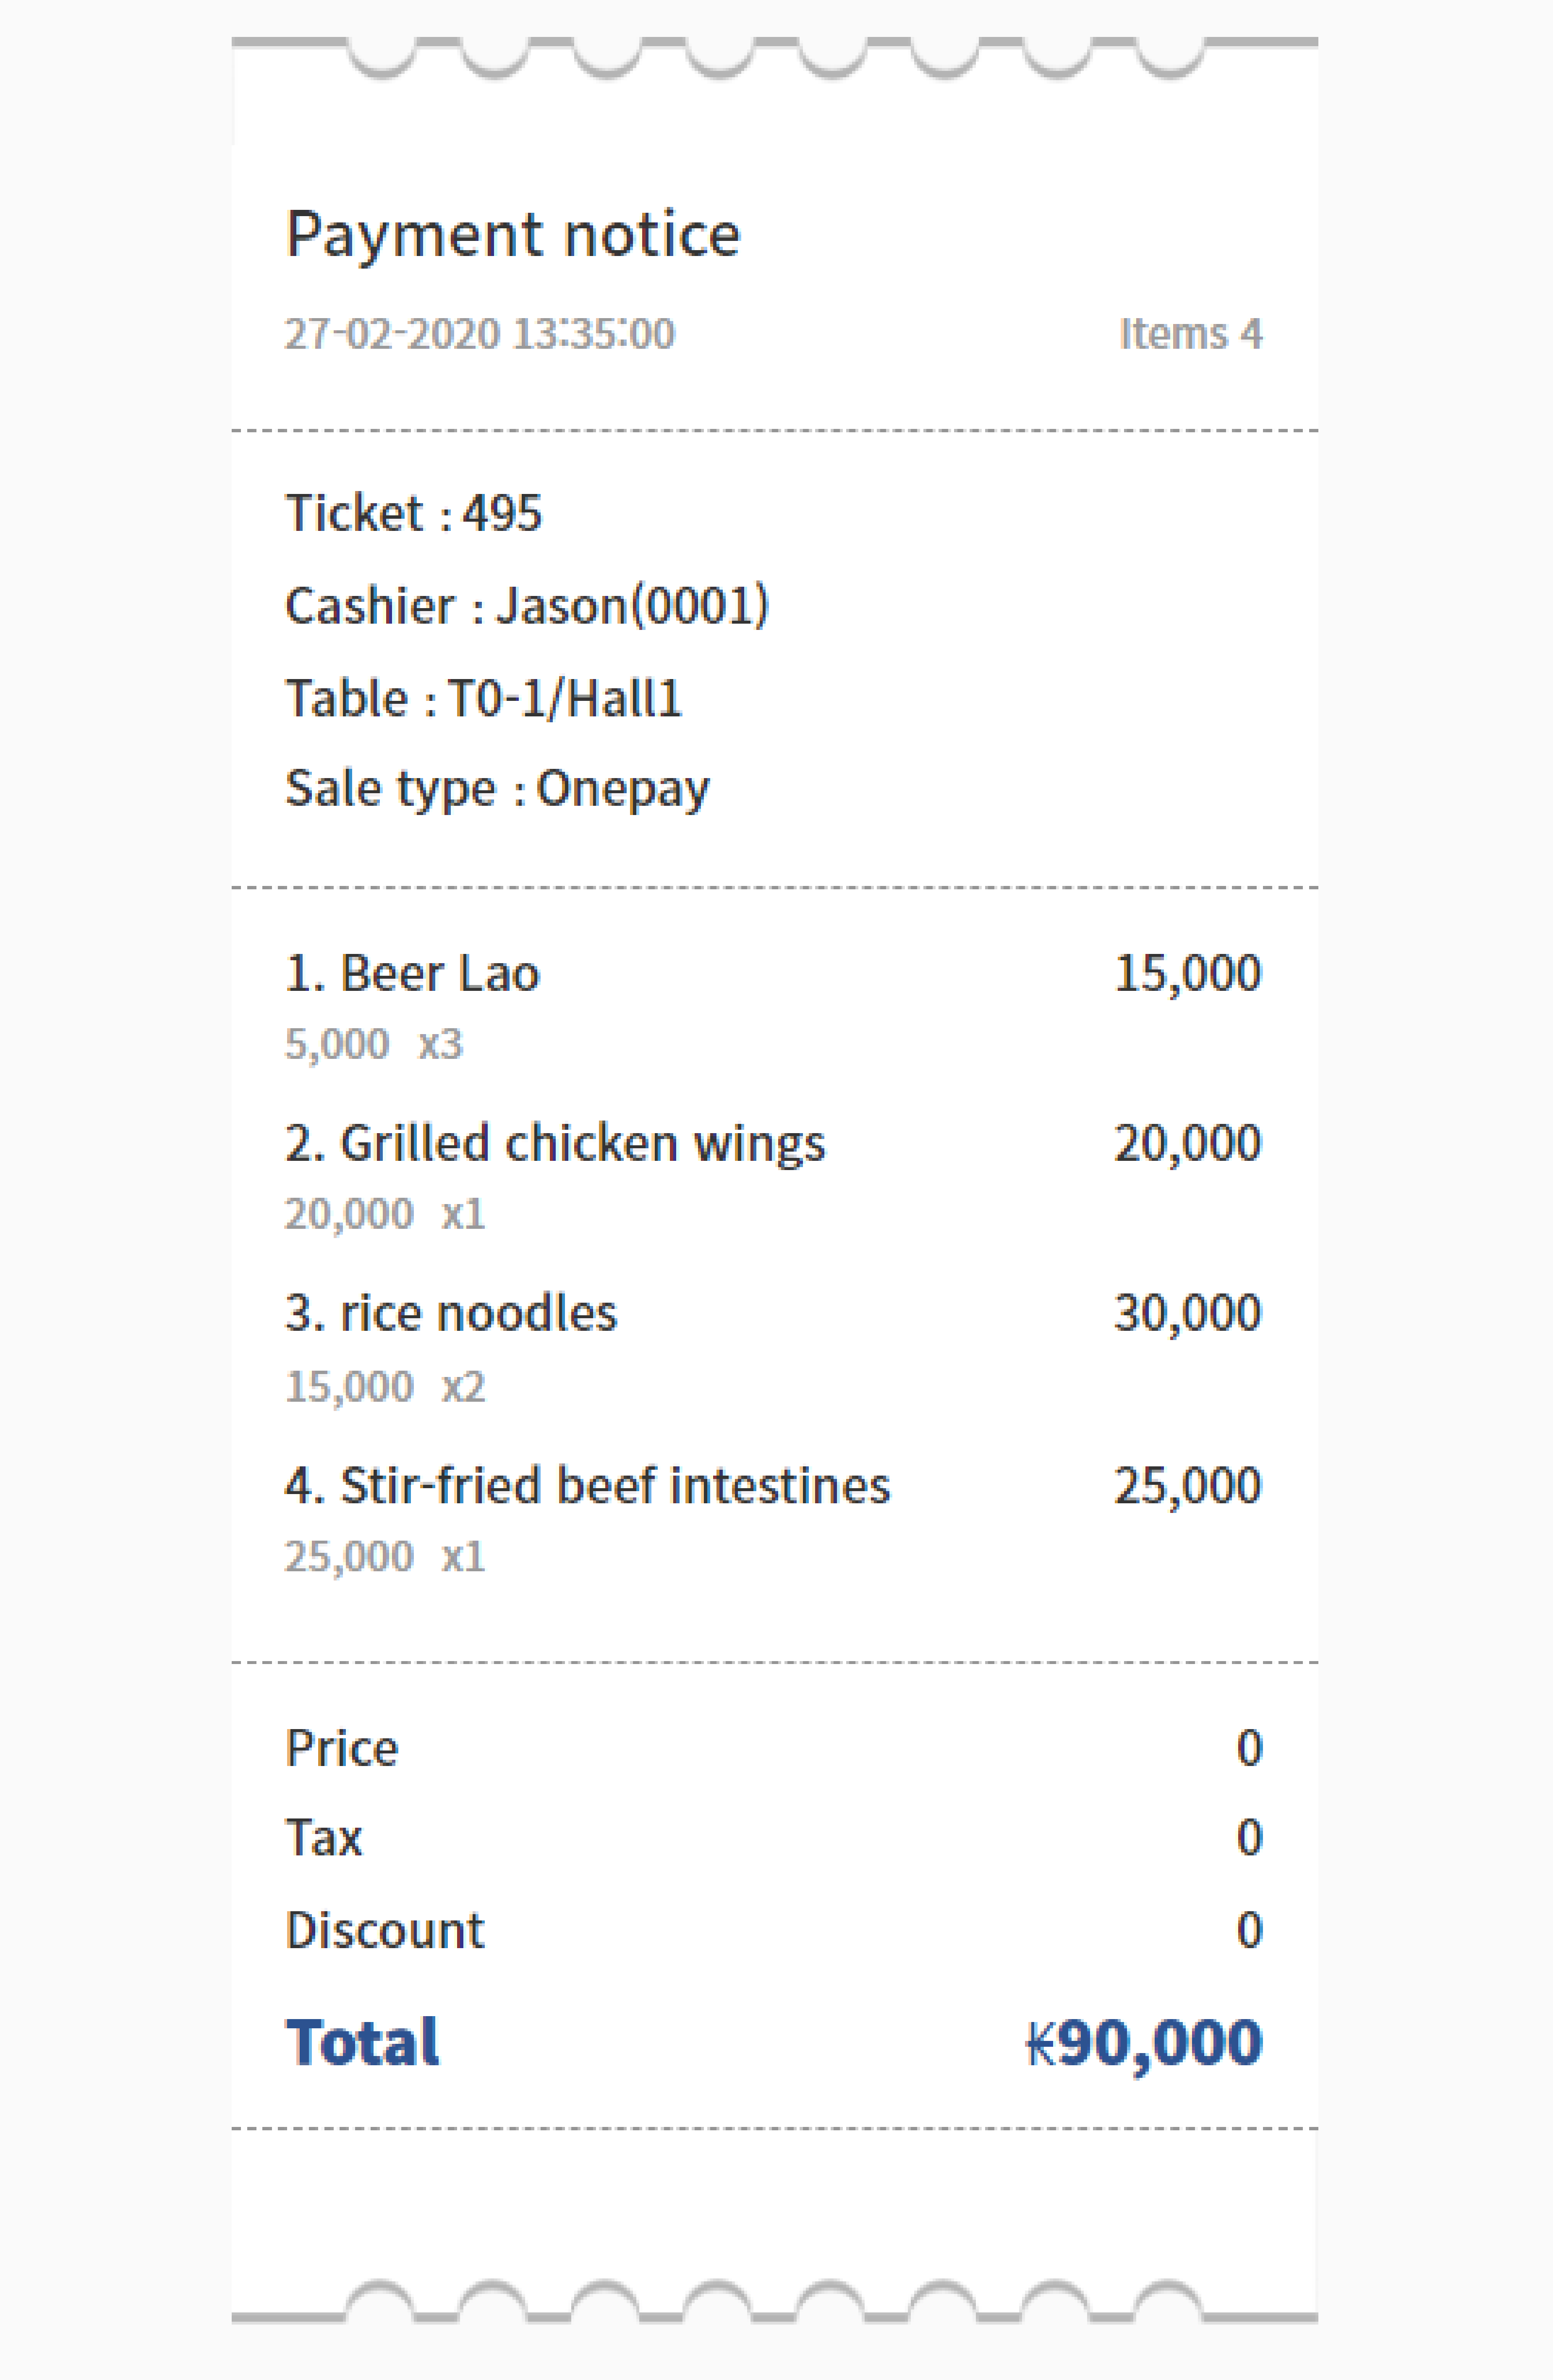 Payment notice
27-02-2020 13:35:00 Items 4
Ticket : 495
Cashier : Jason(0001)
Table : T0-1/Hall1
Sale type : Onepay
1. Beer Lao 15,000
5,000 x3
2. Grilled chicken wings 20,000
20,000 x1
3. rice noodles 30,000
15,000 x2
4. Stir-fried beef intestines 25,000
25,000 x1
Price 0
Tax 0
Discount 0
Total ₭90,000